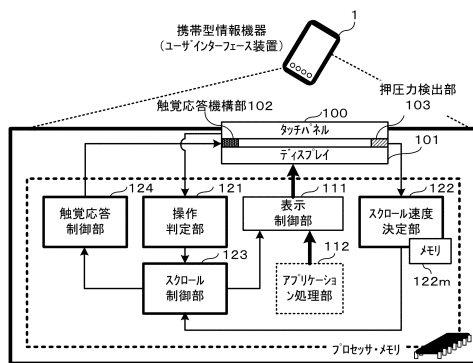 携帯型情報機器
(ユーザインターフェース装置)
1
触覚応答機構部102
100
押圧力検出部
103
タッチパネル
ディスプレイ
101
124
触覚応答
制御部
121
操作
判定部
111
表示
制御部
122
スクロール速度
決定部
メモリ
122m
123
スクロール
制御部
112
アプリケーショ
ン処理部
プロセッサ・メモリ